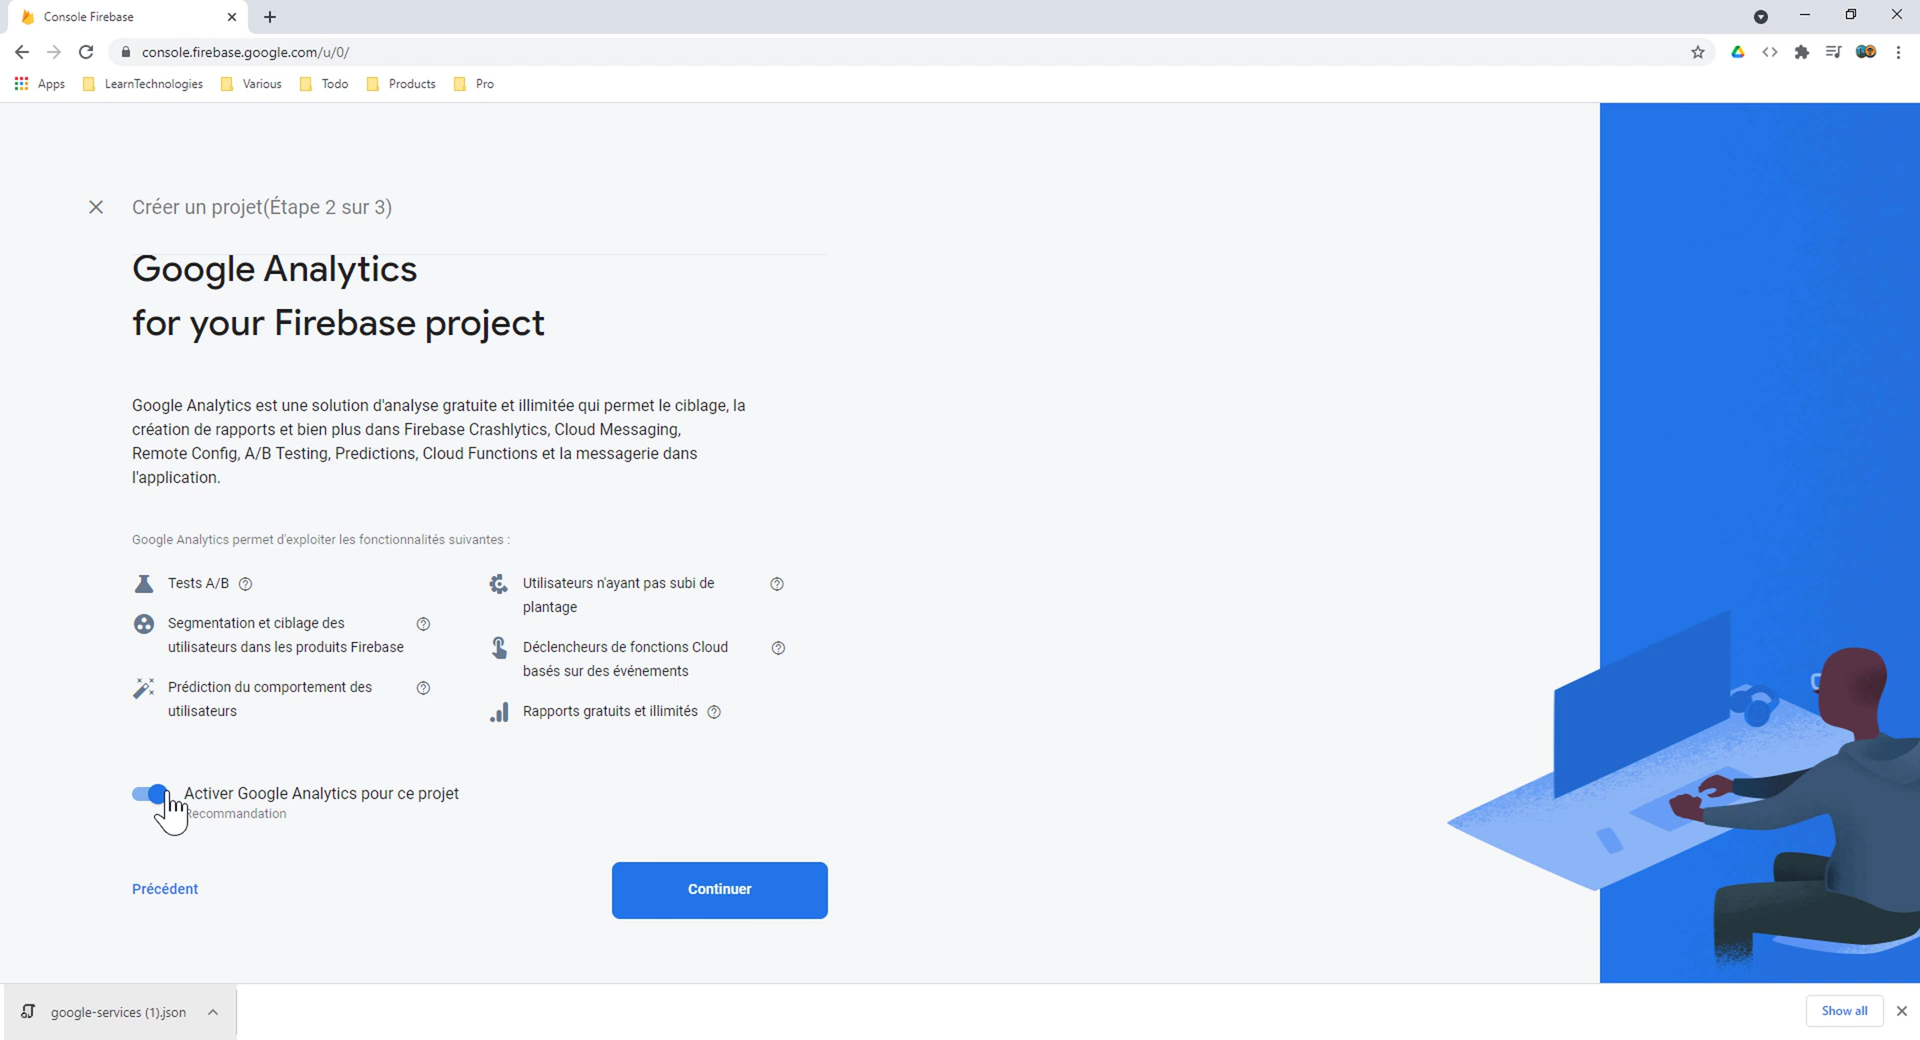 Console Firebase
console.firebase.google.com/u/0/
Apps LearnTechnologies Various Todo Products Pro
Créer un projet(Étape 2 sur 3)
Google Analytics
for your Firebase project
Google Analytics est une solution d'analyse gratuite et illimitée qui permet le ciblage, la
création de rapports et bien plus dans Firebase Crashlytics, Cloud Messaging,
Remote Config, A/B Testing, Predictions, Cloud Functions et la messagerie dans
l'application.
Google Analytics permet d'exploiter les fonctionnalités suivantes :
Tests A/B
Segmentation et ciblage des
utilisateurs dans les produits Firebase
Prédiction du comportement des
utilisateurs
Utilisateurs n'ayant pas subi de
plantage
Déclencheurs de fonctions Cloud
basés sur des événements
Rapports gratuits et illimités
Activer Google Analytics pour ce projet
Recommandation
Précédent
Continuer
google-services (1).json
Show all